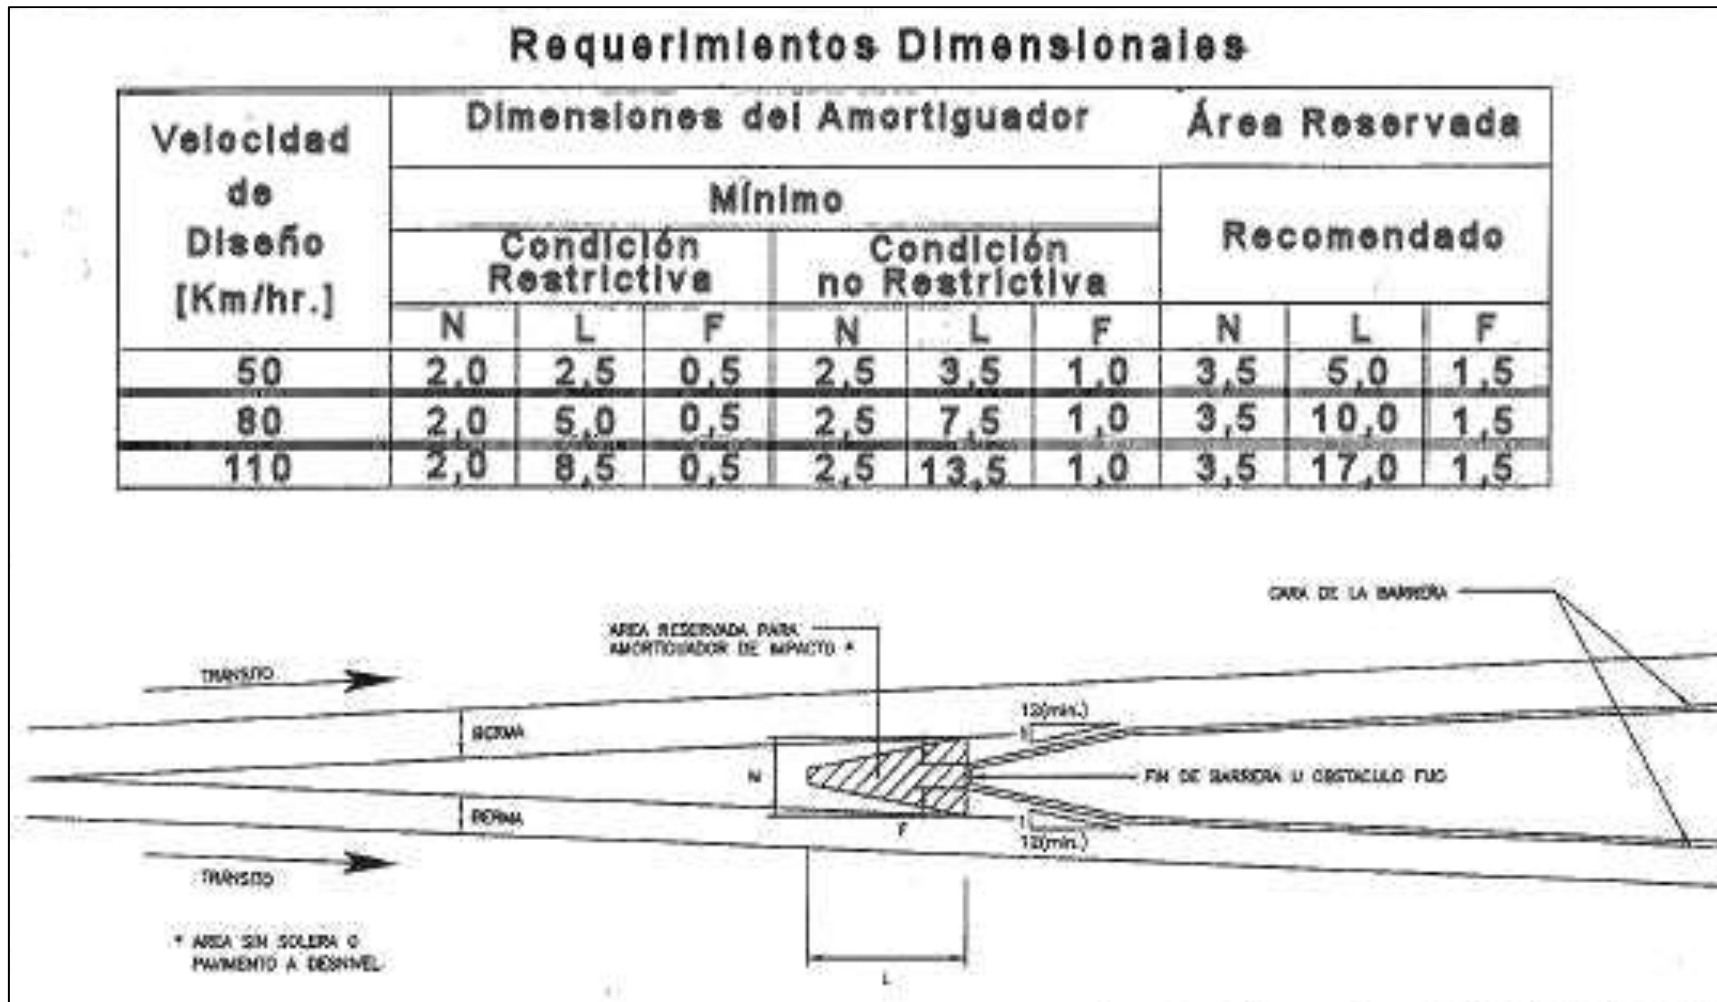 Requerimientos Dimensionales
Velocidad de Diseño [Km/hr.]
Dimensiones del Amortiguador
Área Reservada
Mínimo
Recomendado
Condición Restrictiva
Condición no Restrictiva
N L F N L F N L F
50 2,0 2,5 0,5 2,5 3,5 1,0 3,5 5,0 1,5
80 2,0 5,0 0,5 2,5 7,5 1,0 3,5 10,0 1,5
110 2,0 8,5 0,5 2,5 13,5 1,0 3,5 17,0 1,5
CARA DE LA BARRERA
AREA RESERVADA PARA
AMORTIGUADOR DE IMPACTO *
TRANSITO
12(min.)
1
BERMA
N
FIN DE BARRERA U OBSTACULO FIJO
BERMA
F
1
12(min.)
TRANSITO
* AREA SIN SOLERA O
PAVIMENTO A DESNIVEL
L